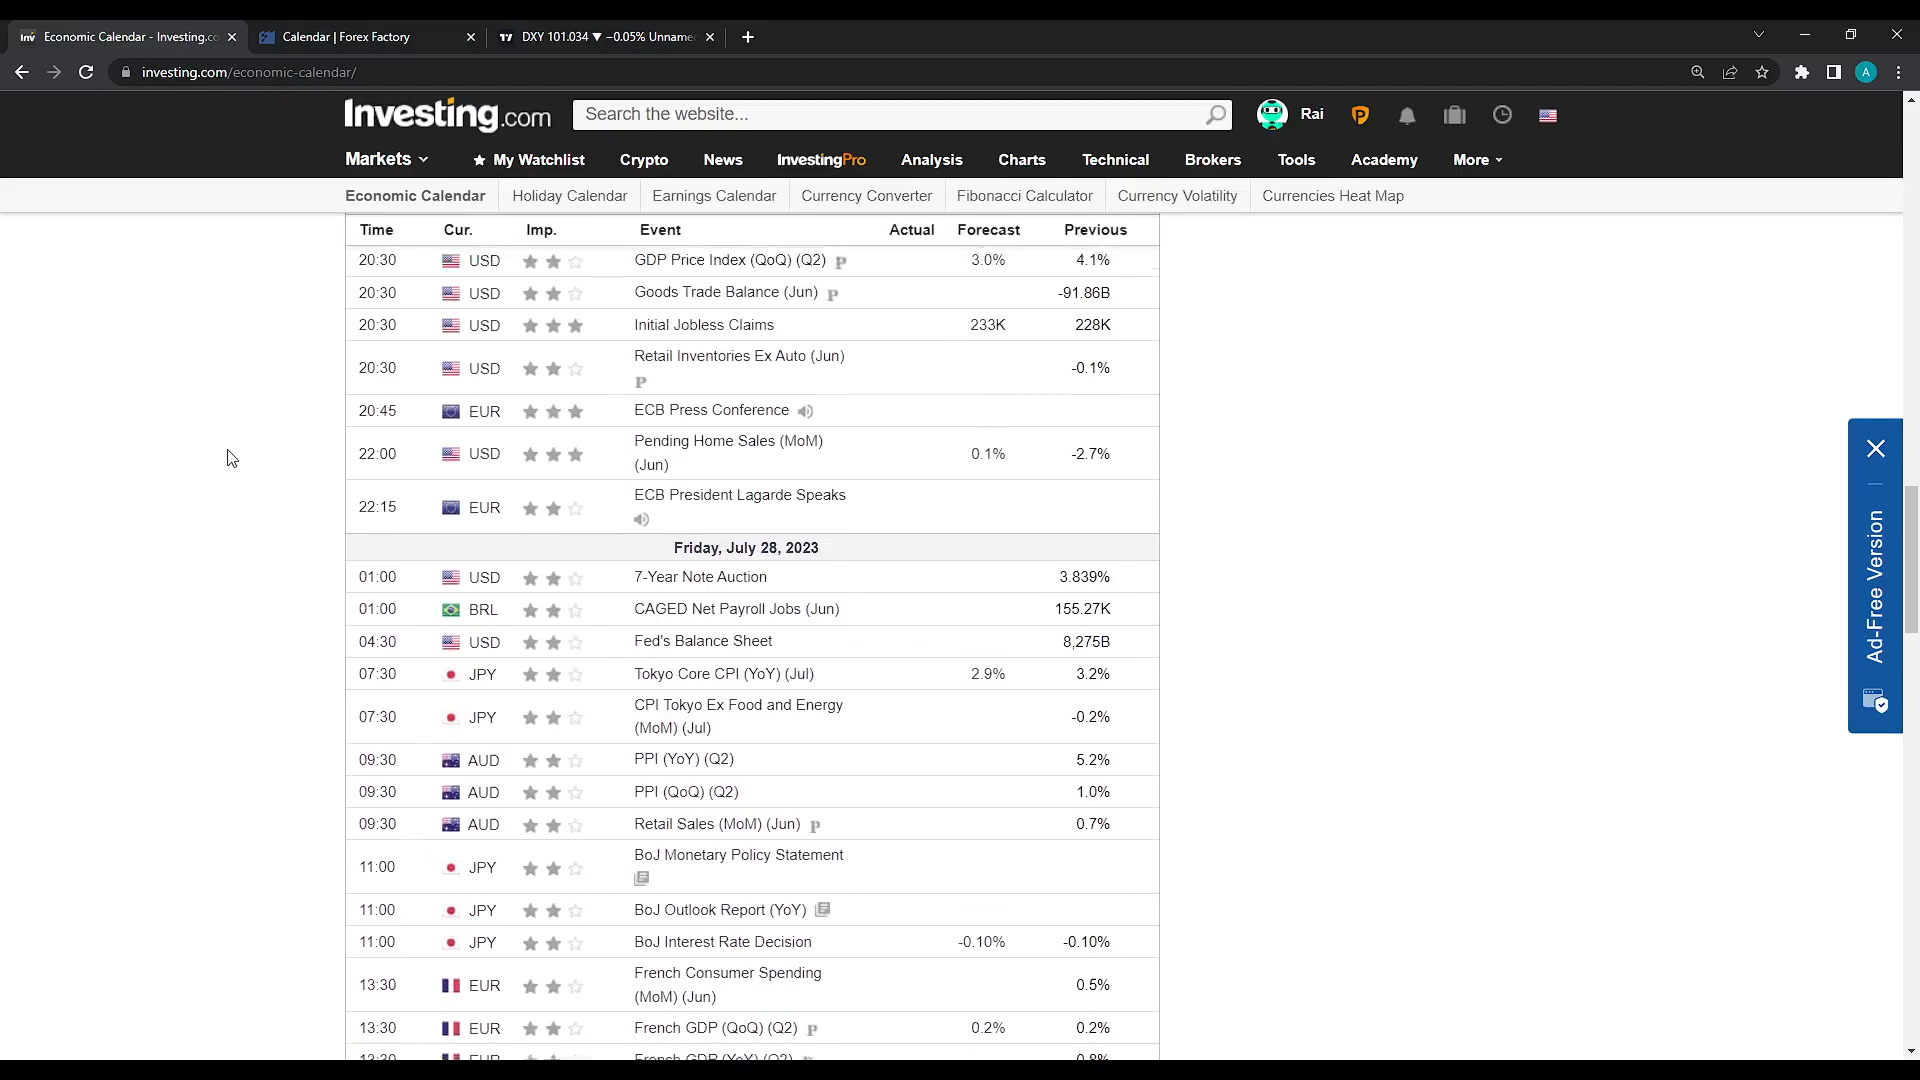 Economic Calendar - Investing.co
Calendar | Forex Factory
DXY 101.034 ▼ −0.05% Unname
investing.com/economic-calendar/
A
Investing.com
Search the website...
Rai
Markets
My Watchlist
Crypto
News
InvestingPro
Analysis
Charts
Technical
Brokers
Tools
Academy
More
Economic Calendar
Holiday Calendar
Earnings Calendar
Currency Converter
Fibonacci Calculator
Currency Volatility
Currencies Heat Map
Time Cur. Imp. Event Actual Forecast Previous
20:30 USD GDP Price Index (QoQ) (Q2) P 3.0% 4.1%
20:30 USD Goods Trade Balance (Jun) P -91.86B
20:30 USD Initial Jobless Claims 233K 228K
20:30 USD Retail Inventories Ex Auto (Jun) -0.1%
P
20:45 EUR ECB Press Conference
22:00 USD Pending Home Sales (MoM) 0.1% -2.7%
(Jun)
22:15 EUR ECB President Lagarde Speaks
Friday, July 28, 2023
01:00 USD 7-Year Note Auction 3.839%
01:00 BRL CAGED Net Payroll Jobs (Jun) 155.27K
04:30 USD Fed's Balance Sheet 8,275B
07:30 JPY Tokyo Core CPI (YoY) (Jul) 2.9% 3.2%
07:30 JPY CPI Tokyo Ex Food and Energy -0.2%
(MoM) (Jul)
09:30 AUD PPI (YoY) (Q2) 5.2%
09:30 AUD PPI (QoQ) (Q2) 1.0%
09:30 AUD Retail Sales (MoM) (Jun) P 0.7%
11:00 JPY BoJ Monetary Policy Statement
11:00 JPY BoJ Outlook Report (YoY)
11:00 JPY BoJ Interest Rate Decision -0.10% -0.10%
13:30 EUR French Consumer Spending 0.5%
(MoM) (Jun)
13:30 EUR French GDP (QoQ) (Q2) P 0.2% 0.2%
13:30 EUR French GDP (YoY) (Q2) 0.8%
Ad-Free Version